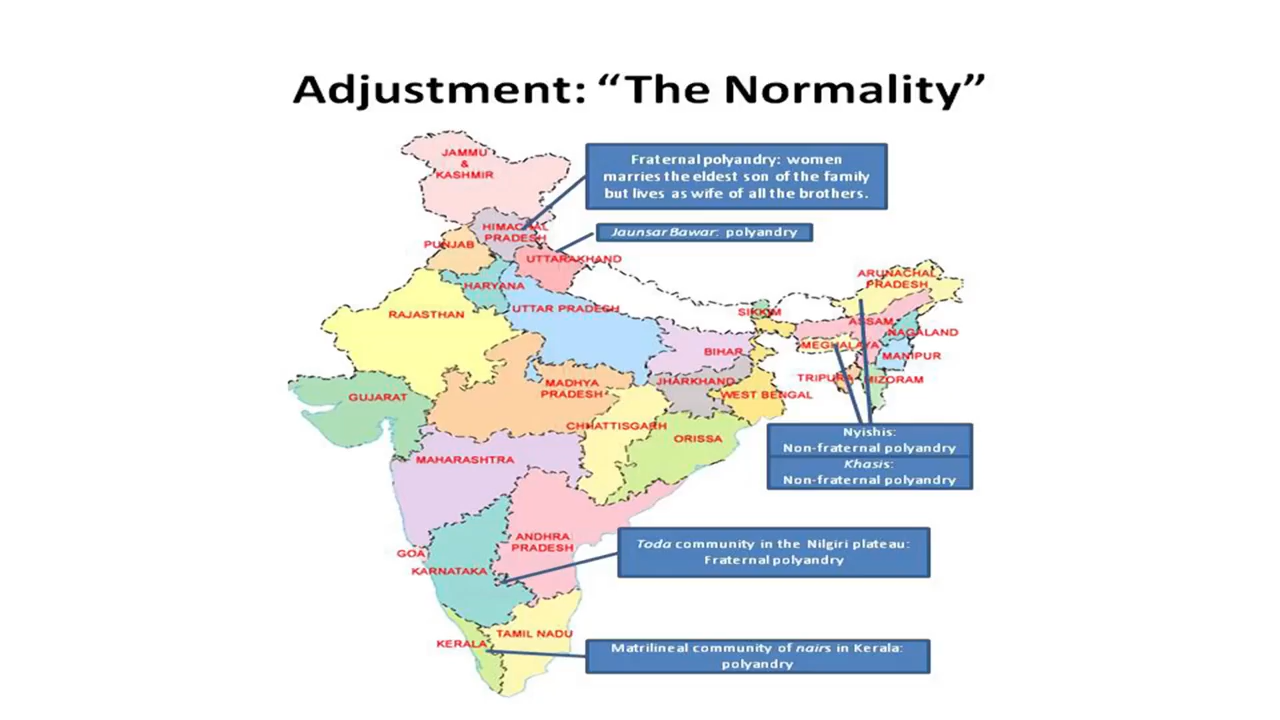 Adjustment: “The Normality”
JAMMU
&
KASHMIR
Fraternal polyandry: women
marries the eldest son of the family
but lives as wife of all the brothers.
HIMACHAL
PRADESH
Jaunsar Bawar: polyandry
PUNJAB
UTTARAKHAND
HARYANA
ARUNACHAL
PRADESH
RAJASTHAN
UTTAR PRADESH
SIKKIM
ASSAM
NAGALAND
MEGHALAYA
BIHAR
MANIPUR
TRIPURA
MIZORAM
JHARKHAND
MADHYA
PRADESH
WEST BENGAL
GUJARAT
CHHATTISGARH
ORISSA
Nyishis:
Non-fraternal polyandry
Khasis:
Non-fraternal polyandry
MAHARASHTRA
ANDHRA
PRADESH
Toda community in the Nilgiri plateau:
Fraternal polyandry
GOA
KARNATAKA
TAMIL NADU
KERALA
Matrilineal community of nairs in Kerala:
polyandry